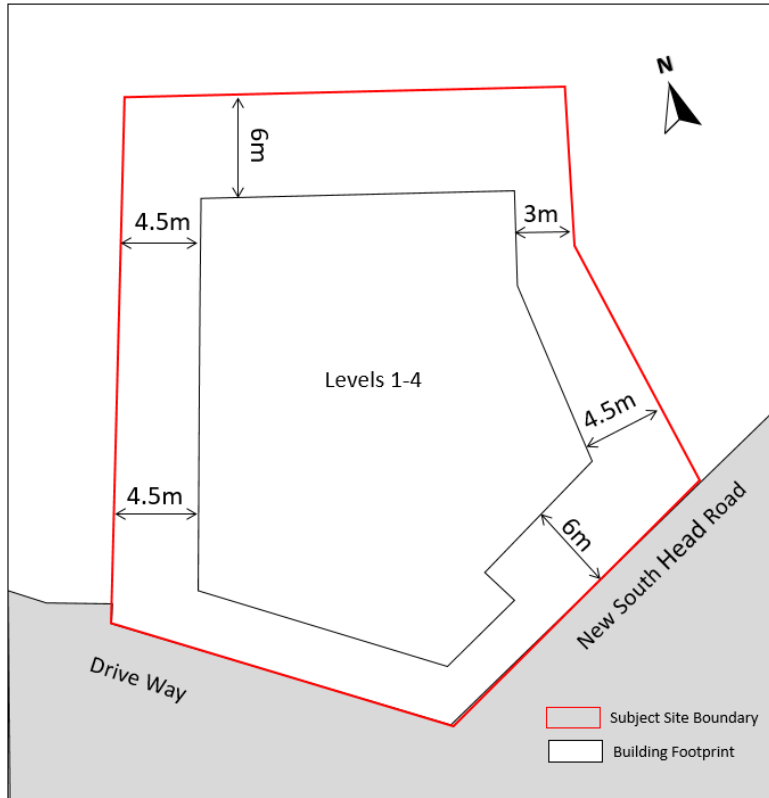 N
6m
4.5m
3m
Levels 1-4
4.5m
4.5m
6m
New South Head Road
Drive Way
Subject Site Boundary
Building Footprint